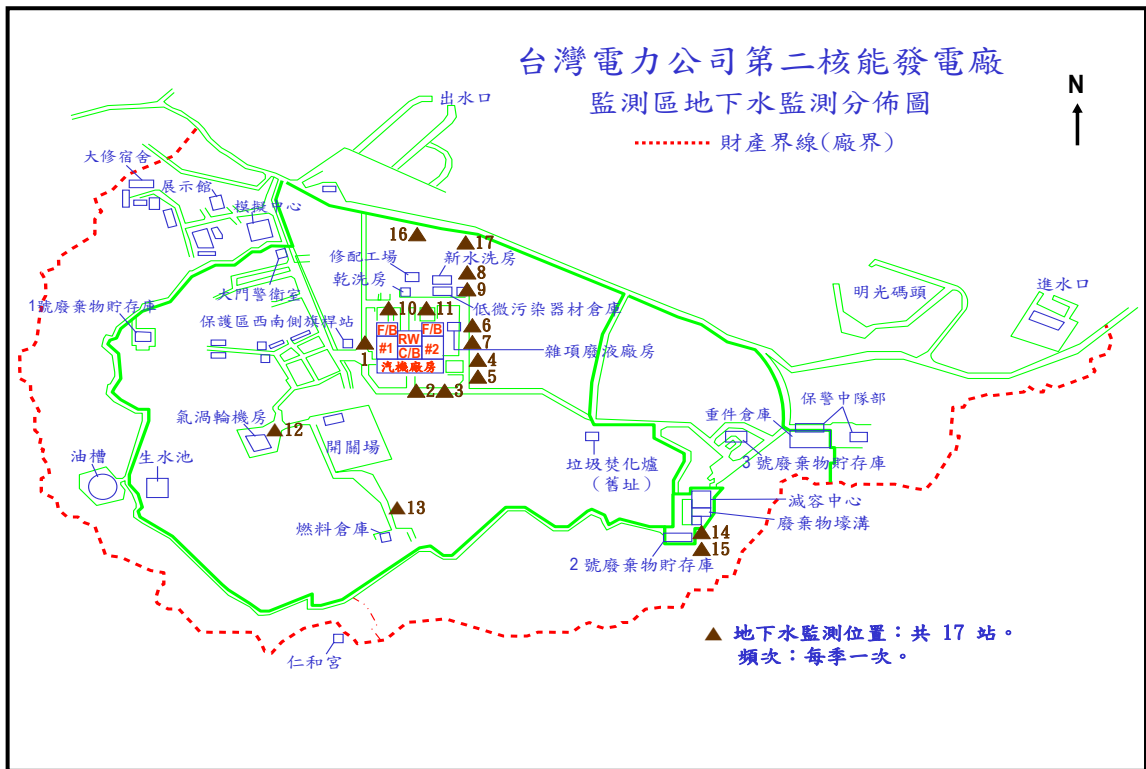 台灣電力公司第二核能發電廠
監測區地下水監測分佈圖
財產界線(廠界)
N
出水口
大修宿舍
展示館
模擬中心
16
17
新水洗房
修配工場
8
乾洗房
9
大門警衛室
明光碼頭
進水口
1號廢棄物貯存庫
10
11
低微污染器材倉庫
保護區西南側旗桿站
F/B
F/B
6
RW
#1
#2
7
C/B
雜項廢液廠房
1
汽機廠房
4
5
2
3
保警中隊部
重件倉庫
氣渦輪機房
12
開關場
油槽
生水池
垃圾焚化爐
(舊址)
3號廢棄物貯存庫
減容中心
13
廢棄物壕溝
燃料倉庫
14
15
2號廢棄物貯存庫
仁和宮
地下水監測位置：共 17 站。
頻次：每季一次。